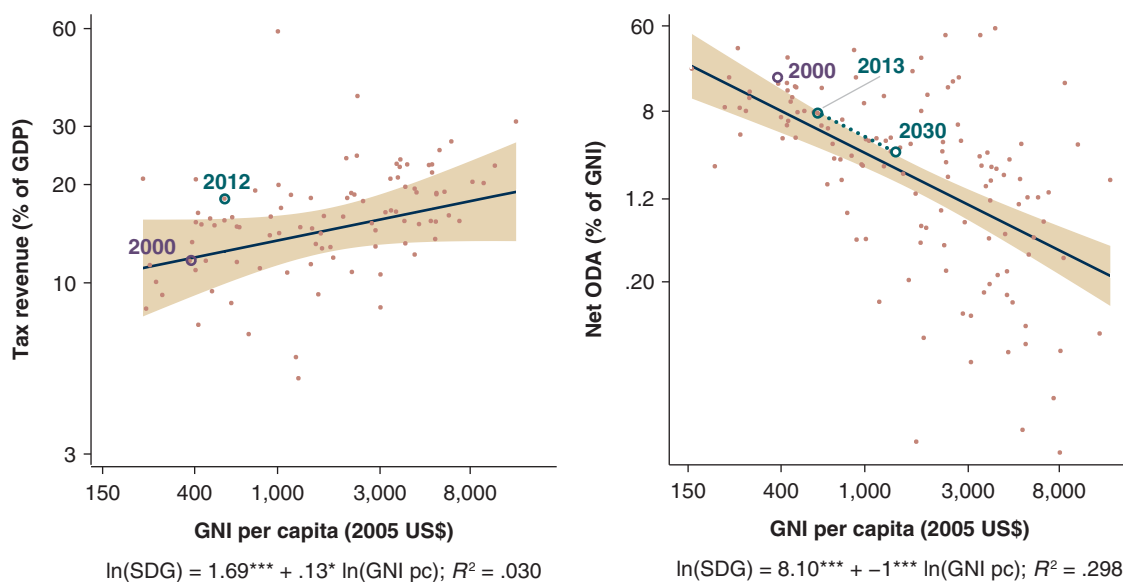 Tax revenue (% of GDP)
60
30
20
10
3
2012
2000
150 400 1,000 3,000 8,000
GNI per capita (2005 US$)
ln(SDG) = 1.69*** + .13* ln(GNI pc); R² = .030
Net ODA (% of GNI)
60
8
1.2
.20
2000
2013
2030
150 400 1,000 3,000 8,000
GNI per capita (2005 US$)
ln(SDG) = 8.10*** + –1*** ln(GNI pc); R² = .298